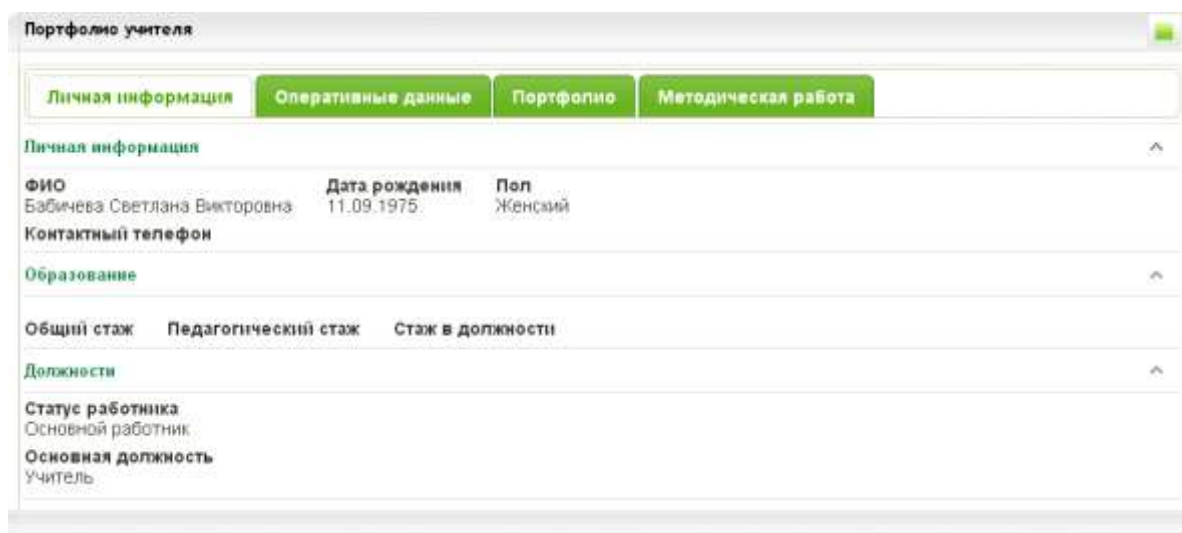 Портфолио учителя
Личная информация Оперативные данные Портфолио Методическая работа
Личная информация
ФИО Дата рождения Пол
Бабичева Светлана Викторовна 11.09.1975 Женский
Контактный телефон
Образование
Общий стаж Педагогический стаж Стаж в должности
Должности
Статус работника
Основной работник
Основная должность
Учитель